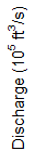 Discharge (10⁵ ft³/s)